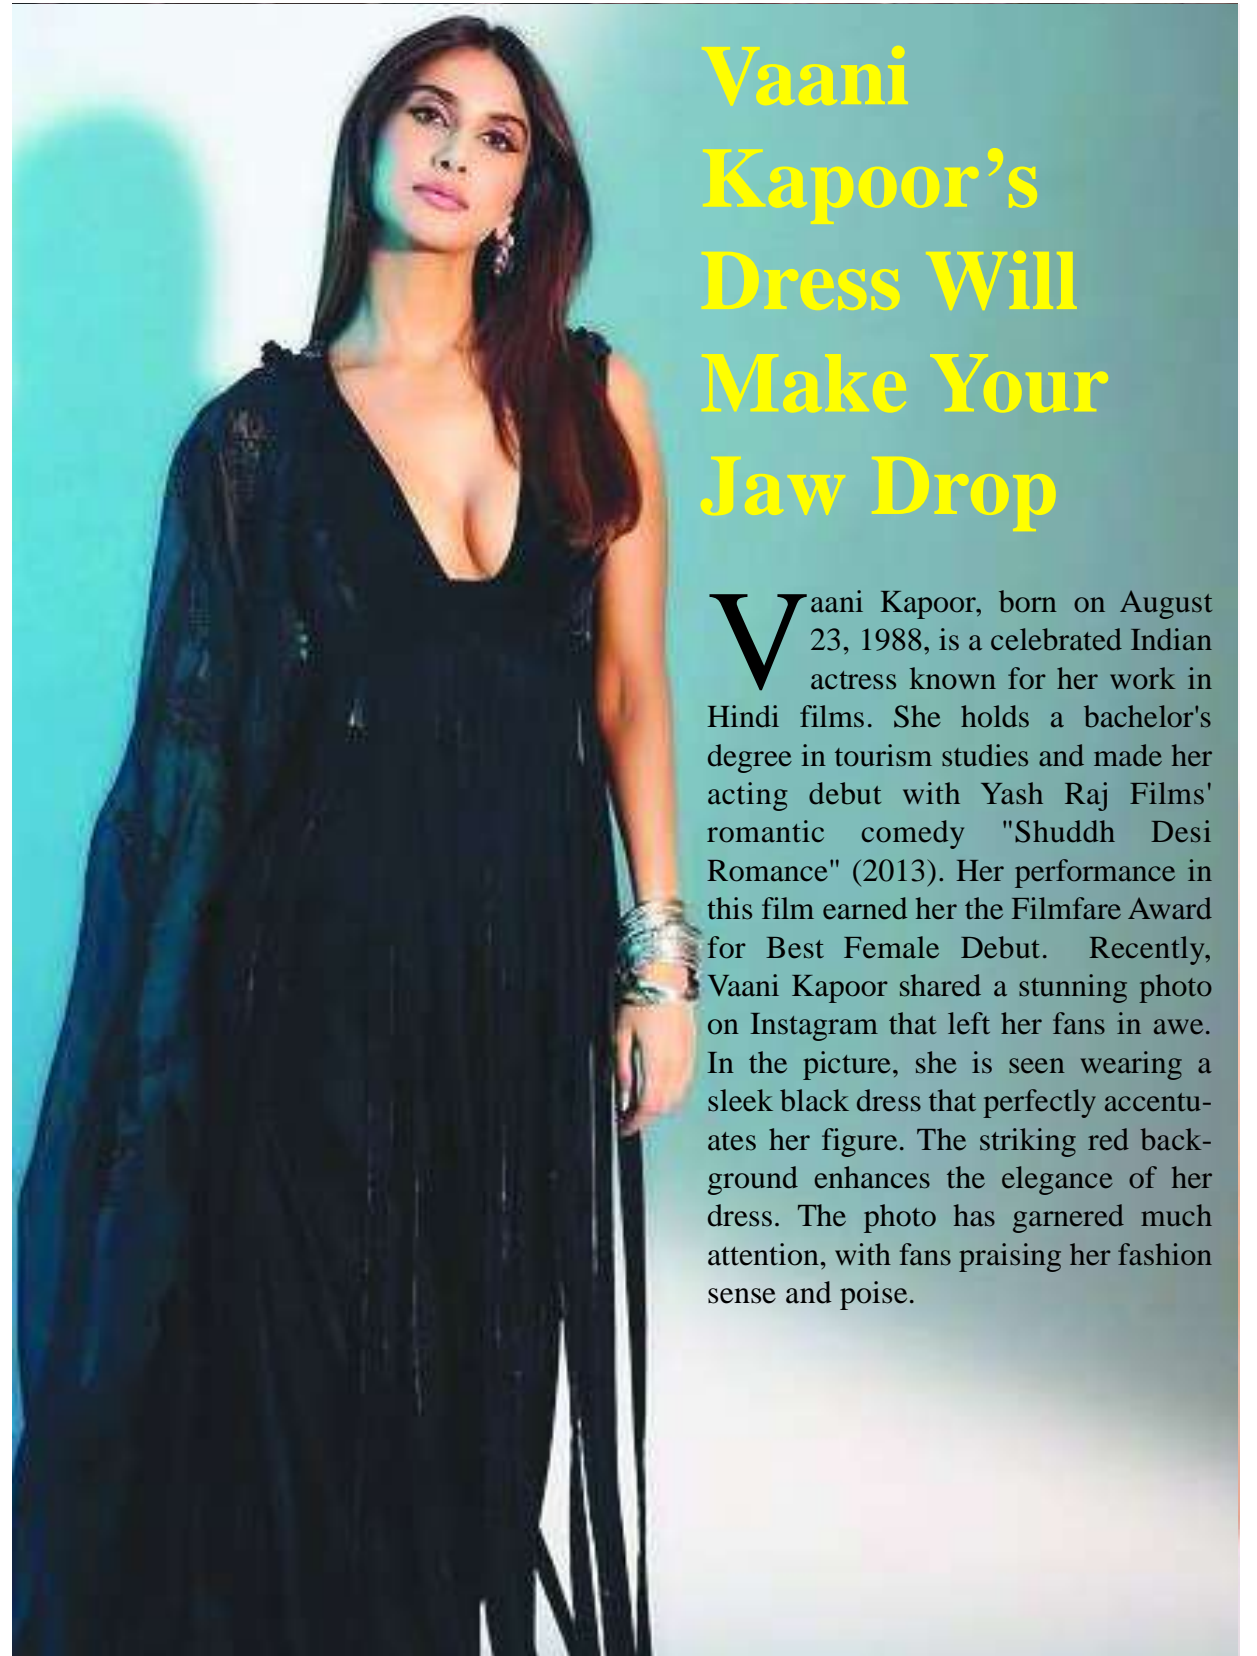 Vaani
Kapoor’s
Dress Will
Make Your
Jaw Drop
Vaani Kapoor, born on August
23, 1988, is a celebrated Indian
actress known for her work in
Hindi films. She holds a bachelor's
degree in tourism studies and made her
acting debut with Yash Raj Films'
romantic comedy "Shuddh Desi
Romance" (2013). Her performance in
this film earned her the Filmfare Award
for Best Female Debut. Recently,
Vaani Kapoor shared a stunning photo
on Instagram that left her fans in awe.
In the picture, she is seen wearing a
sleek black dress that perfectly accentu-
ates her figure. The striking red back-
ground enhances the elegance of her
dress. The photo has garnered much
attention, with fans praising her fashion
sense and poise.